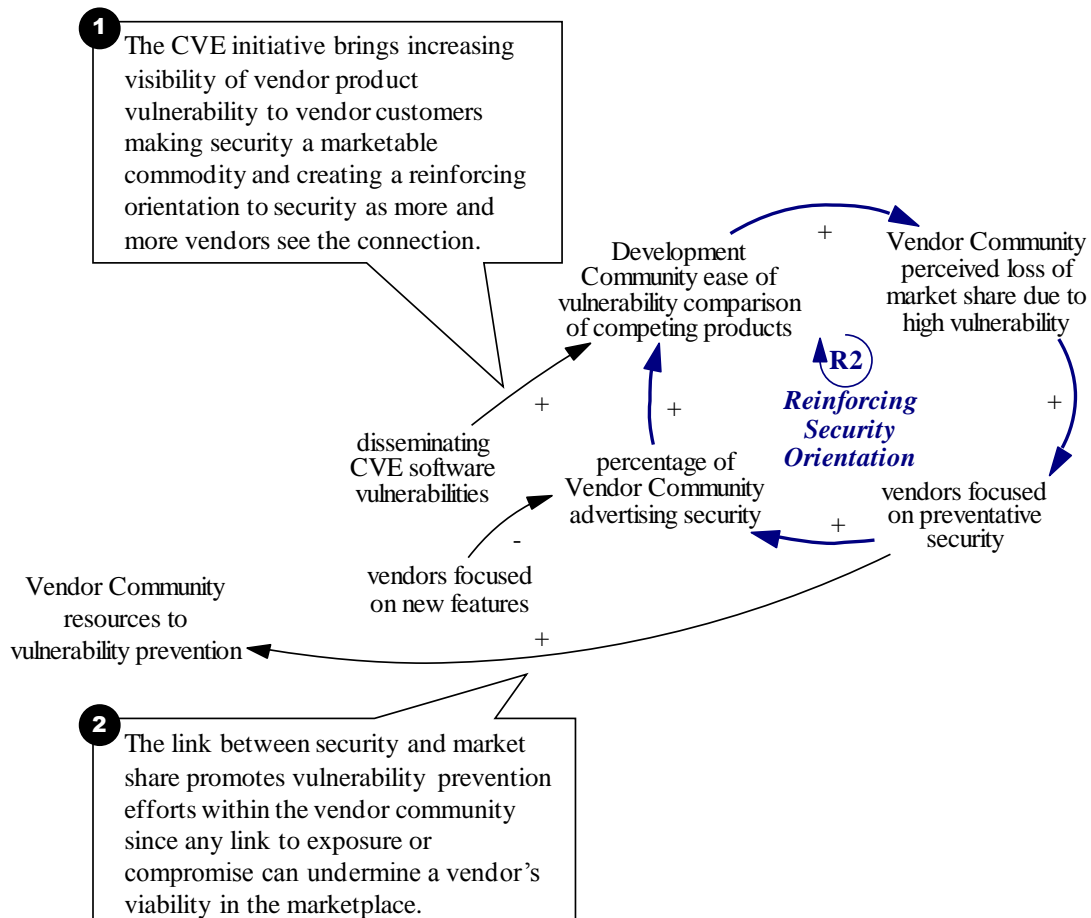 1
The CVE initiative brings increasing
visibility of vendor product
vulnerability to vendor customers
making security a marketable
commodity and creating a reinforcing
orientation to security as more and
more vendors see the connection.
Development
Community ease of
vulnerability comparison
of competing products
+
Vendor Community
perceived loss of
market share due to
high vulnerability
R2
Reinforcing
Security
Orientation
+
+
+
disseminating
CVE software
vulnerabilities
percentage of
Vendor Community
advertising security
vendors focused
on preventative
security
+
-
vendors focused
on new features
Vendor Community
resources to
vulnerability prevention
+
2
The link between security and market
share promotes vulnerability prevention
efforts within the vendor community
since any link to exposure or
compromise can undermine a vendor's
viability in the marketplace.